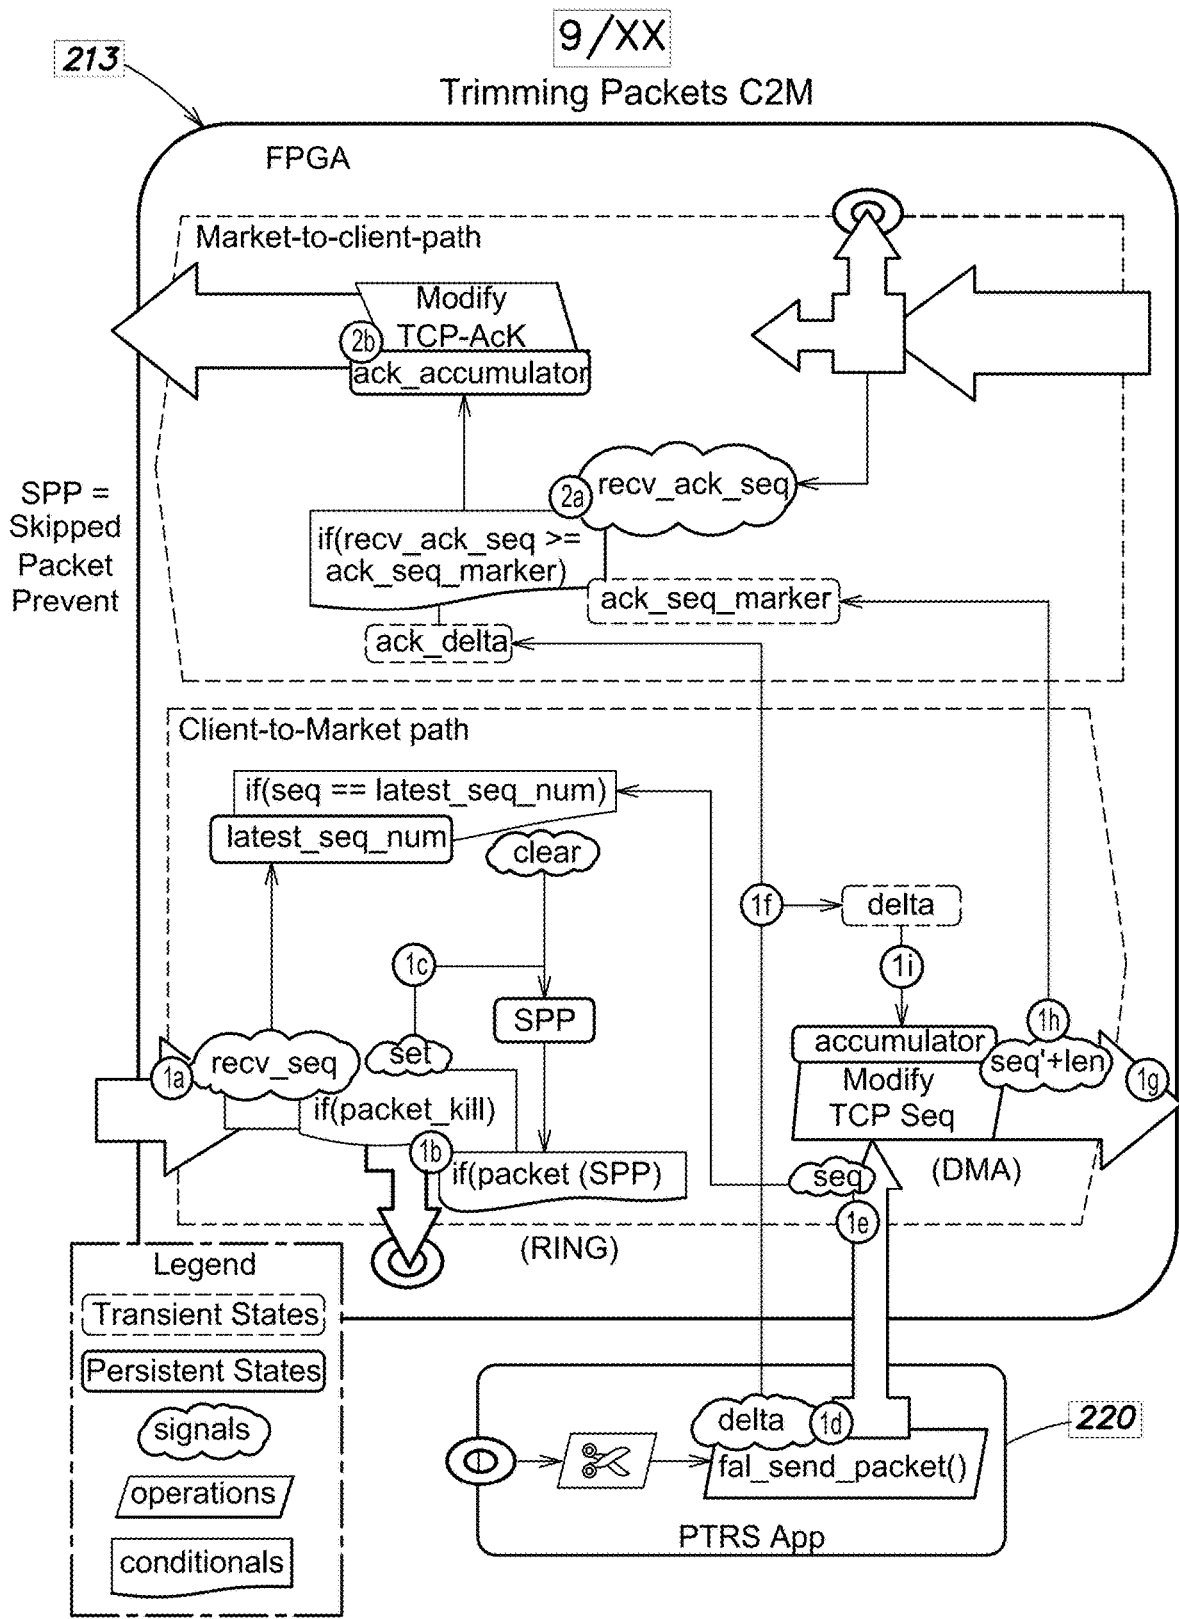 9/XX
213
Trimming Packets C2M
FPGA
Market-to-client-path
Modify
TCP-AcK
2b
ack_accumulator
2a
recv_ack_seq
SPP =
Skipped
Packet
Prevent
if(recv_ack_seq >=
ack_seq_marker)
ack_seq_marker
ack_delta
Client-to-Market path
if(seq == latest_seq_num)
latest_seq_num
clear
1f
delta
1c
1i
SPP
1h
accumulator
seq'+len
set
recv_seq
1a
1g
Modify
TCP Seq
if(packet_kill)
1b
if(packet (SPP)
seq
(DMA)
1e
(RING)
Legend
Transient States
Persistent States
signals
operations
conditionals
delta
1d
220
fal_send_packet()
PTRS App